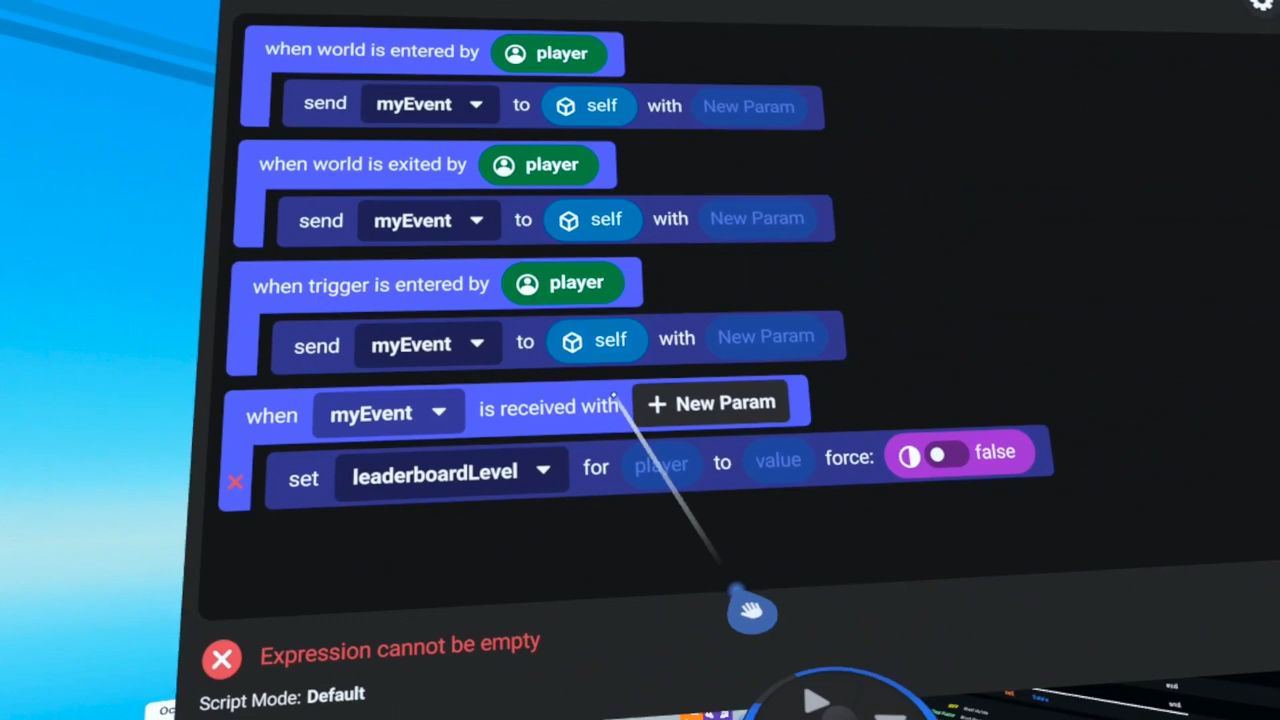 when world is entered by player
send myEvent to self with New Param
when world is exited by player
send myEvent to self with New Param
when trigger is entered by player
send myEvent to self with New Param
when myEvent is received with + New Param
set leaderboardLevel for player to value force: false
Expression cannot be empty
Script Mode: Default